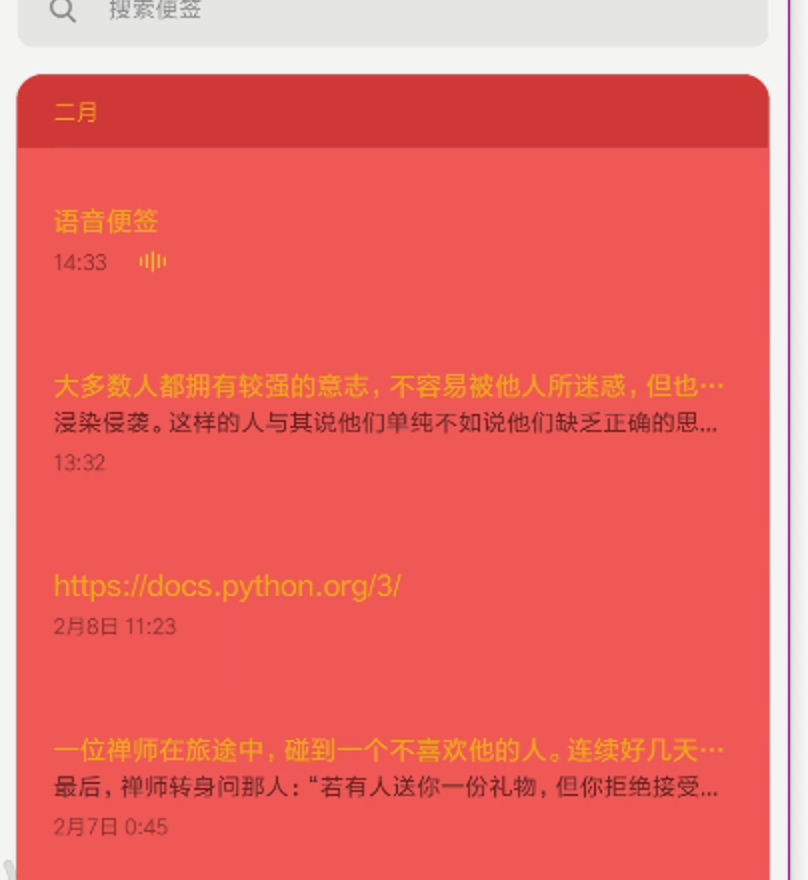 搜索便签
二月
语音便签
14:33
大多数人都拥有较强的意志，不容易被他人所迷惑，但也…
浸染侵袭。这样的人与其说他们单纯不如说他们缺乏正确的思...
13:32
https://docs.python.org/3/
2月8日 11:23
一位禅师在旅途中，碰到一个不喜欢他的人。连续好几天…
最后，禅师转身问那人：“若有人送你一份礼物，但你拒绝接受...
2月7日 0:45